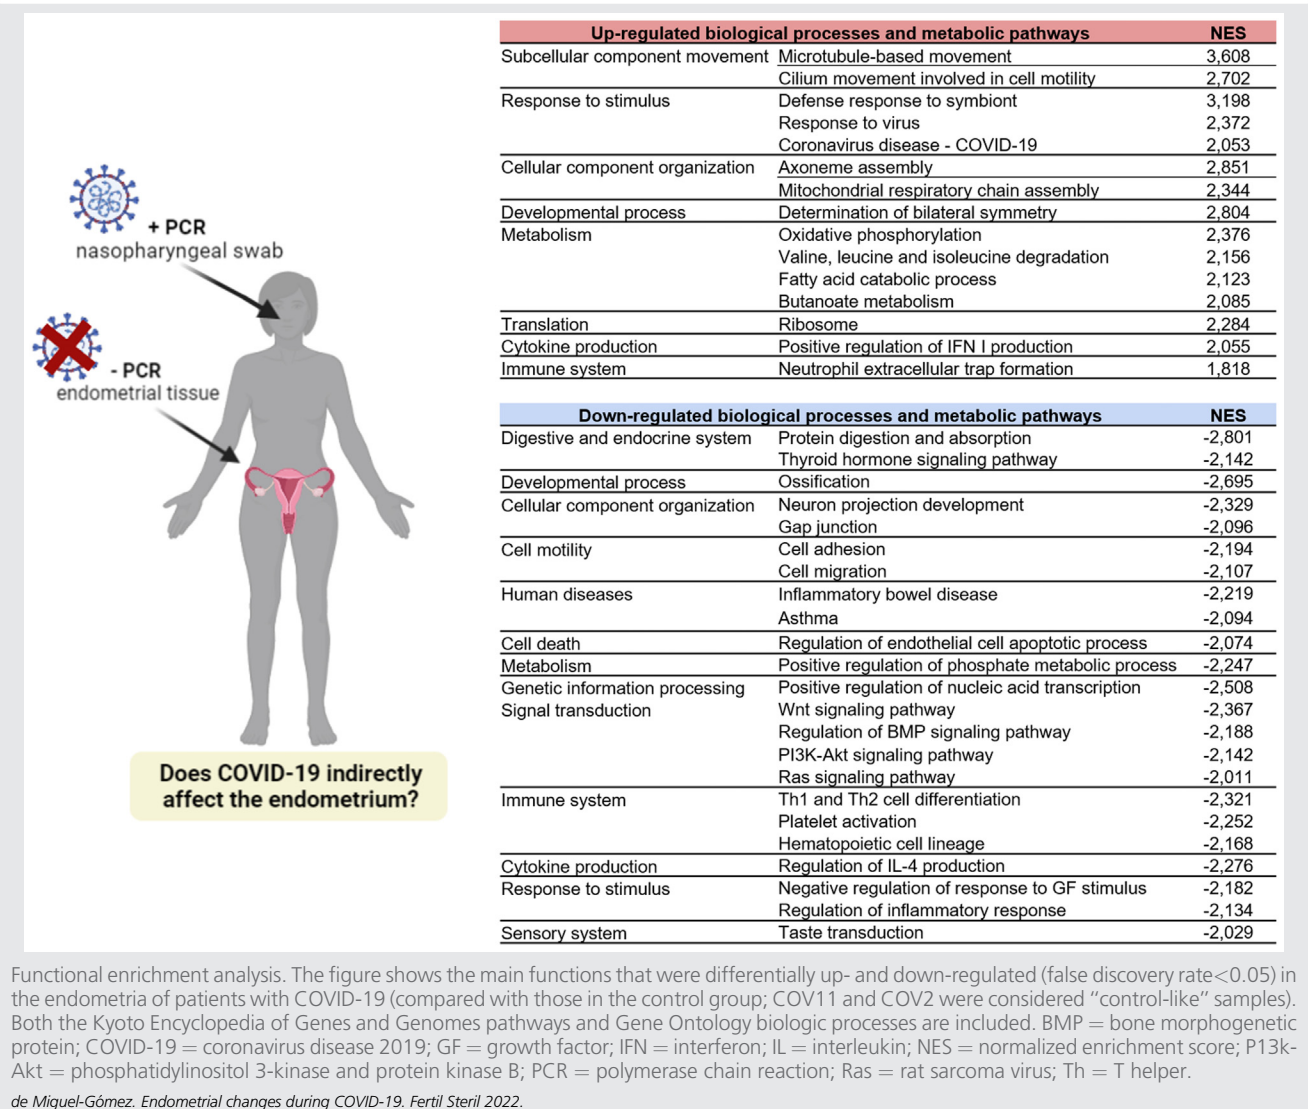 + PCR
nasopharyngeal swab
- PCR
endometrial tissue
Does COVID-19 indirectly
affect the endometrium?
Up-regulated biological processes and metabolic pathways NES
Subcellular component movement Microtubule-based movement 3,608
Cilium movement involved in cell motility 2,702
Response to stimulus Defense response to symbiont 3,198
Response to virus 2,372
Coronavirus disease - COVID-19 2,053
Cellular component organization Axoneme assembly 2,851
Mitochondrial respiratory chain assembly 2,344
Developmental process Determination of bilateral symmetry 2,804
Metabolism Oxidative phosphorylation 2,376
Valine, leucine and isoleucine degradation 2,156
Fatty acid catabolic process 2,123
Butanoate metabolism 2,085
Translation Ribosome 2,284
Cytokine production Positive regulation of IFN I production 2,055
Immune system Neutrophil extracellular trap formation 1,818
Down-regulated biological processes and metabolic pathways NES
Digestive and endocrine system Protein digestion and absorption -2,801
Thyroid hormone signaling pathway -2,142
Developmental process Ossification -2,695
Cellular component organization Neuron projection development -2,329
Gap junction -2,096
Cell motility Cell adhesion -2,194
Cell migration -2,107
Human diseases Inflammatory bowel disease -2,219
Asthma -2,094
Cell death Regulation of endothelial cell apoptotic process -2,074
Metabolism Positive regulation of phosphate metabolic process -2,247
Genetic information processing Positive regulation of nucleic acid transcription -2,508
Signal transduction Wnt signaling pathway -2,367
Regulation of BMP signaling pathway -2,188
PI3K-Akt signaling pathway -2,142
Ras signaling pathway -2,011
Immune system Th1 and Th2 cell differentiation -2,321
Platelet activation -2,252
Hematopoietic cell lineage -2,168
Cytokine production Regulation of IL-4 production -2,276
Response to stimulus Negative regulation of response to GF stimulus -2,182
Regulation of inflammatory response -2,134
Sensory system Taste transduction -2,029
Functional enrichment analysis. The figure shows the main functions that were differentially up- and down-regulated (false discovery rate<0.05) in
the endometria of patients with COVID-19 (compared with those in the control group; COV11 and COV2 were considered "control-like" samples).
Both the Kyoto Encyclopedia of Genes and Genomes pathways and Gene Ontology biologic processes are included. BMP = bone morphogenetic
protein; COVID-19 = coronavirus disease 2019; GF = growth factor; IFN = interferon; IL = interleukin; NES = normalized enrichment score; P13k-
Akt = phosphatidylinositol 3-kinase and protein kinase B; PCR = polymerase chain reaction; Ras = rat sarcoma virus; Th = T helper.
de Miguel-Gómez. Endometrial changes during COVID-19. Fertil Steril 2022.